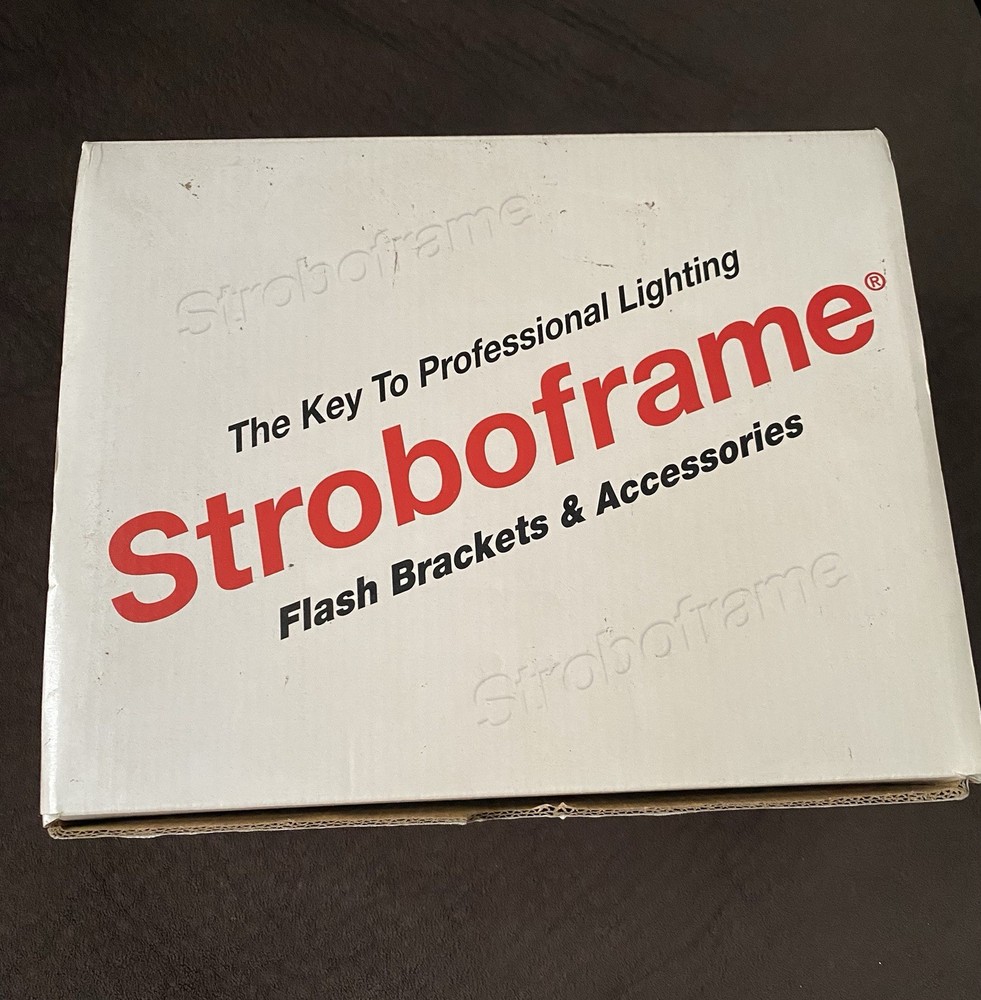 Stroboframe
The Key To Professional Lighting
Stroboframe®
Flash Brackets & Accessories
Stroboframe